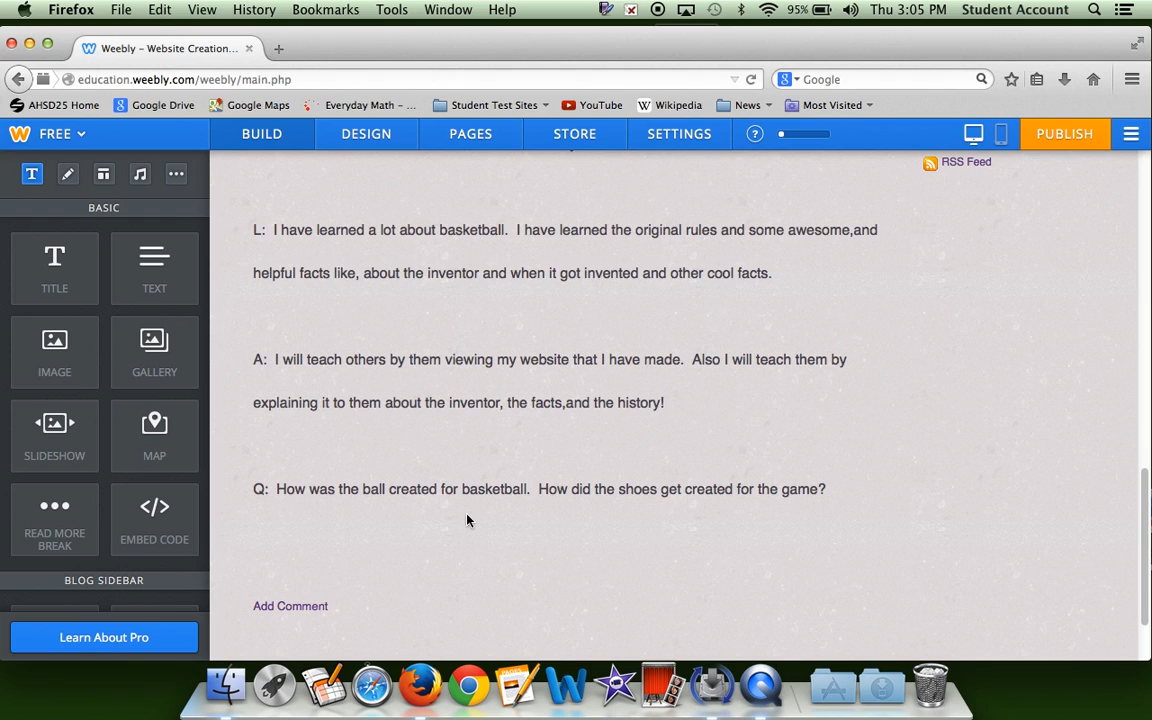 Firefox File Edit View History Bookmarks Tools Window Help 95% Thu 3:05 PM Student Account
Weebly – Website Creation...
education.weebly.com/weebly/main.php Google
AHSD25 Home Google Drive Google Maps Everyday Math – ... Student Test Sites YouTube Wikipedia News Most Visited
FREE BUILD DESIGN PAGES STORE SETTINGS ? PUBLISH
RSS Feed
BASIC
TITLE TEXT
IMAGE GALLERY
SLIDESHOW MAP
READ MORE BREAK EMBED CODE
BLOG SIDEBAR
Learn About Pro
L: I have learned a lot about basketball. I have learned the original rules and some awesome,and
helpful facts like, about the inventor and when it got invented and other cool facts.
A: I will teach others by them viewing my website that I have made. Also I will teach them by
explaining it to them about the inventor, the facts,and the history!
Q: How was the ball created for basketball. How did the shoes get created for the game?
Add Comment